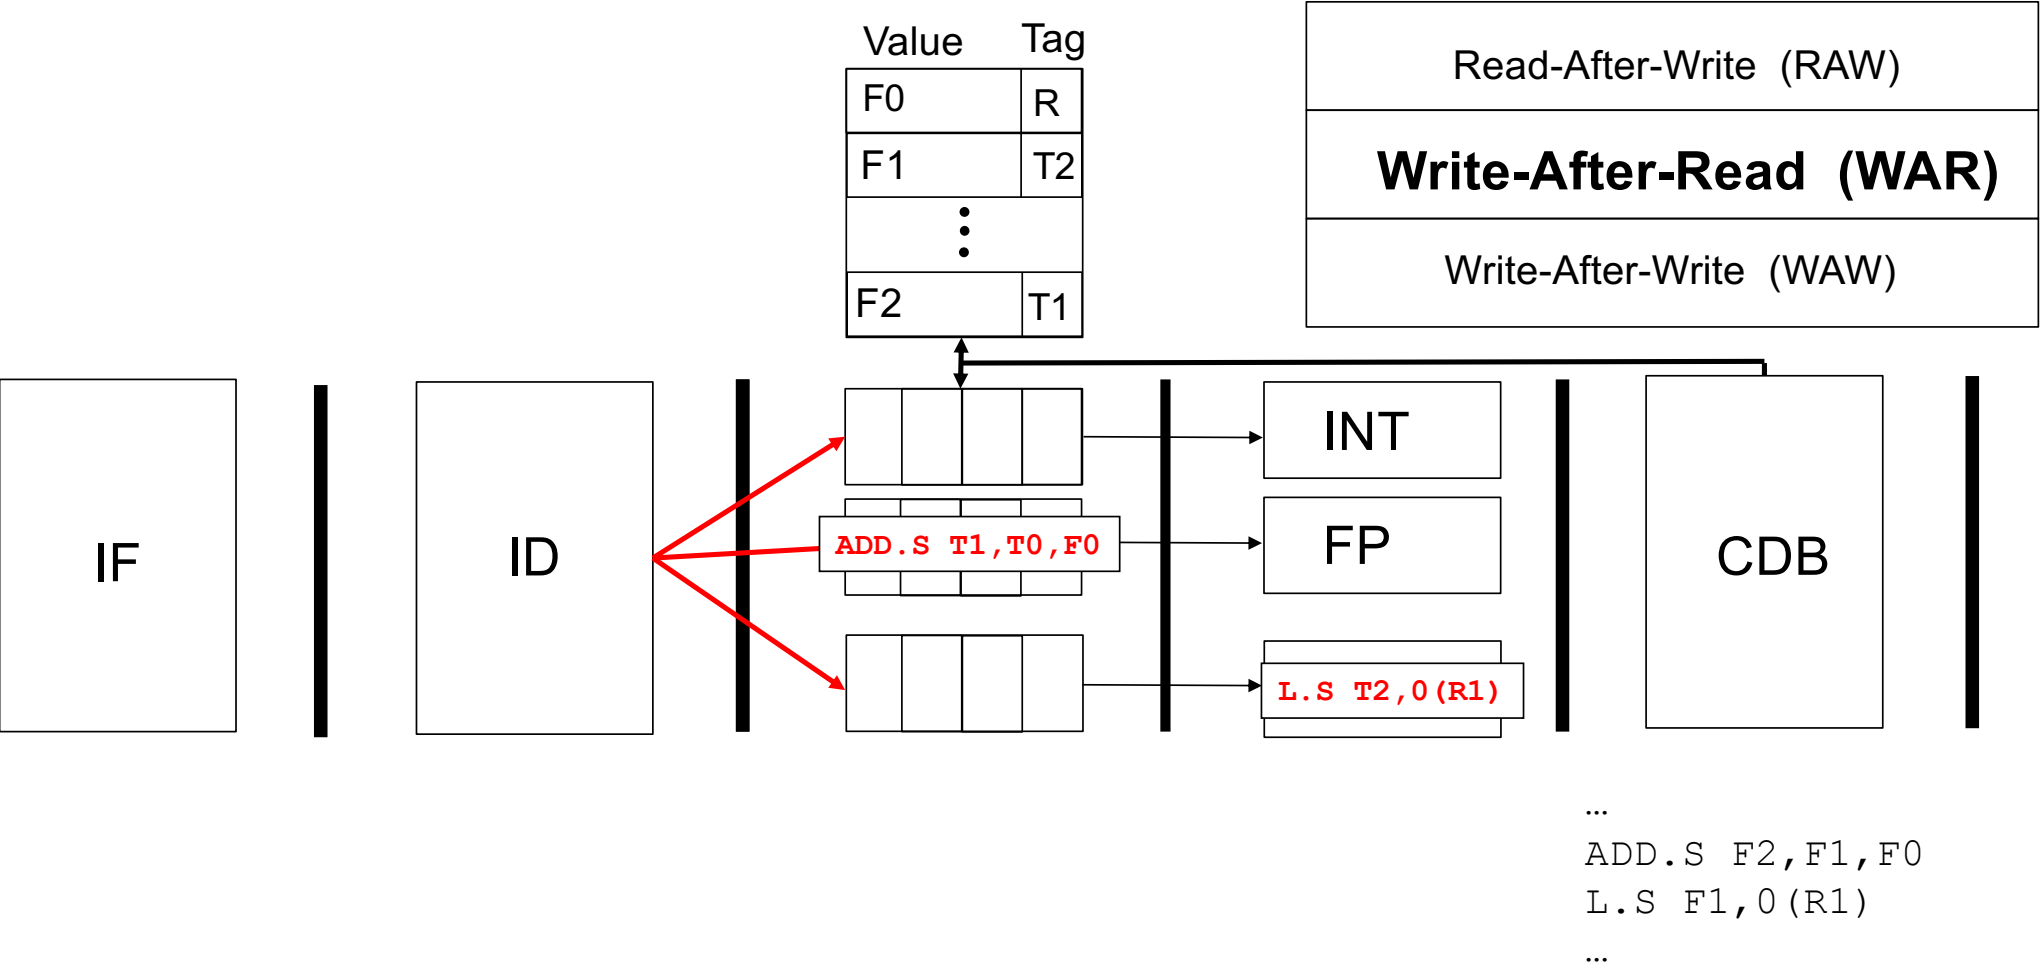 Value Tag
F0 R
F1 T2
F2 T1
Read-After-Write (RAW)
Write-After-Read (WAR)
Write-After-Write (WAW)
IF
ID
ADD.S T1,T0,F0
INT
FP
L.S T2,0(R1)
CDB
…
ADD.S F2,F1,F0
L.S F1,0(R1)
…